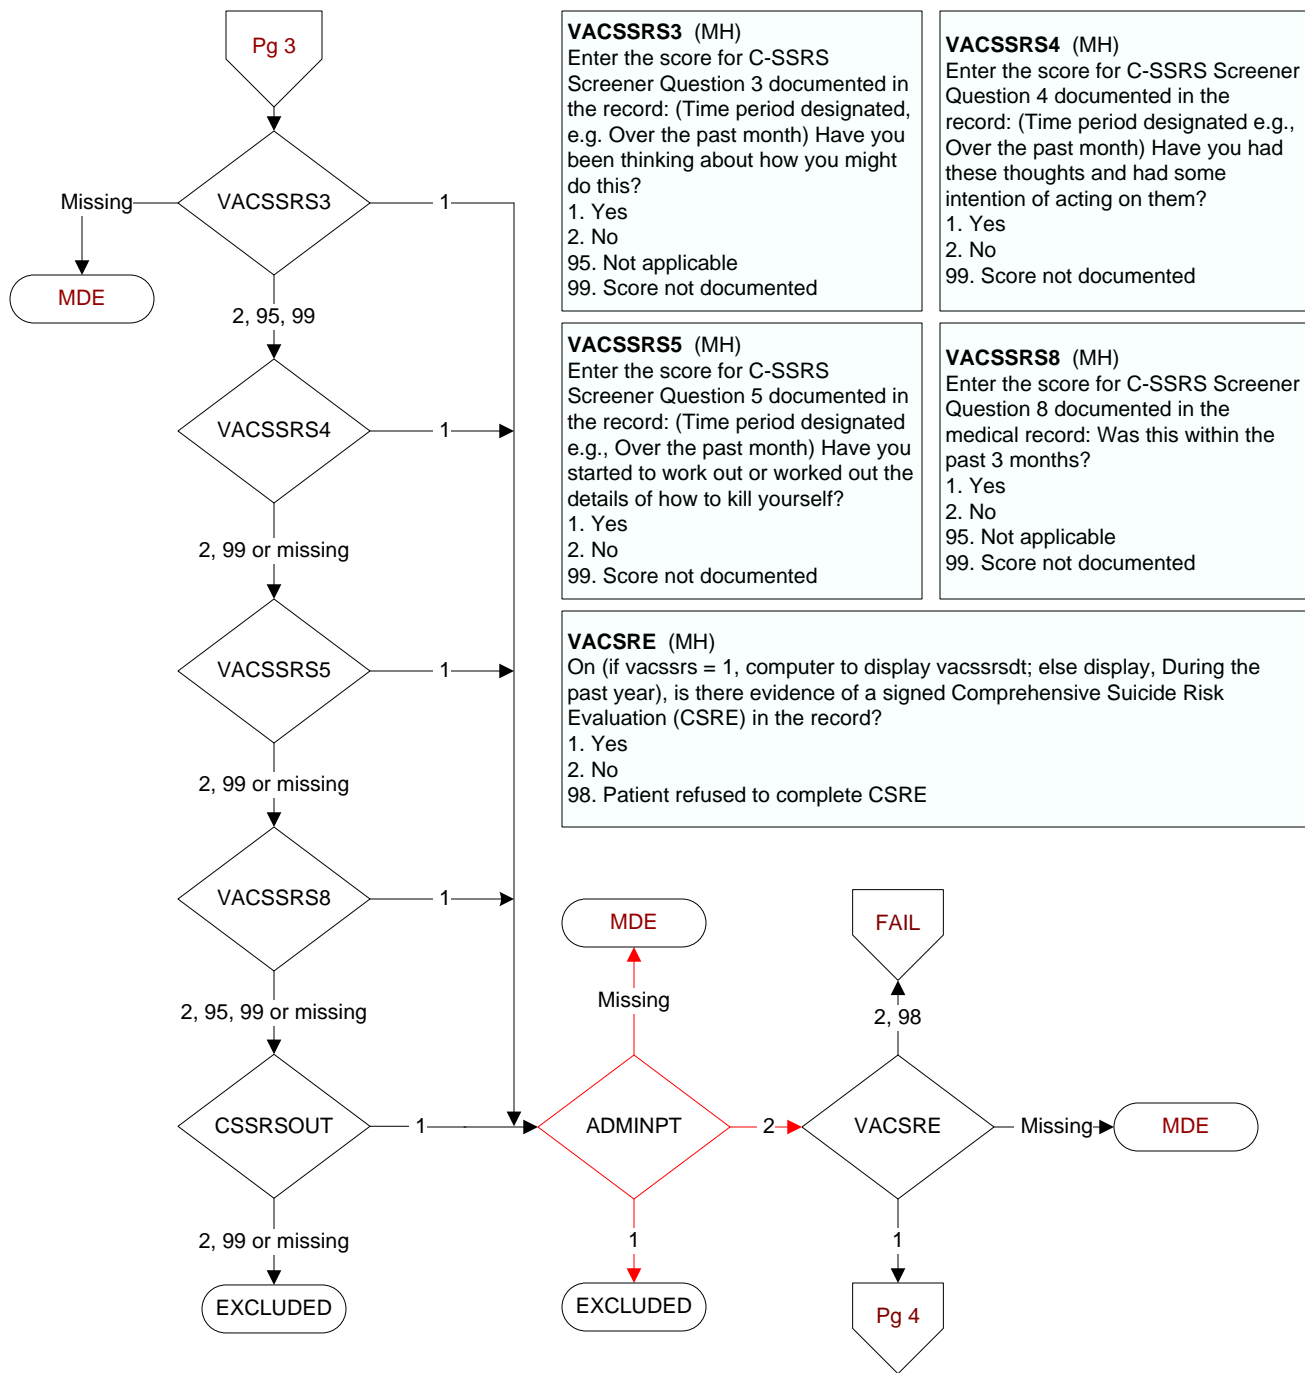 Pg 3
VACSSRS3
Missing
1
MDE
2, 95, 99
VACSSRS4
1
2, 99 or missing
VACSSRS5
1
2, 99 or missing
VACSSRS8
1
2, 95, 99 or missing
CSSRSOUT
1
2, 99 or missing
EXCLUDED
VACSSRS3 (MH)
Enter the score for C-SSRS
Screener Question 3 documented in
the record: (Time period designated,
e.g. Over the past month) Have you
been thinking about how you might
do this?
1. Yes
2. No
95. Not applicable
99. Score not documented
VACSSRS4 (MH)
Enter the score for C-SSRS Screener
Question 4 documented in the
record: (Time period designated e.g.,
Over the past month) Have you had
these thoughts and had some
intention of acting on them?
1. Yes
2. No
99. Score not documented
VACSSRS5 (MH)
Enter the score for C-SSRS
Screener Question 5 documented in
the record: (Time period designated
e.g., Over the past month) Have you
started to work out or worked out the
details of how to kill yourself?
1. Yes
2. No
99. Score not documented
VACSSRS8 (MH)
Enter the score for C-SSRS Screener
Question 8 documented in the
medical record: Was this within the
past 3 months?
1. Yes
2. No
95. Not applicable
99. Score not documented
VACSRE (MH)
On (if vacssrs = 1, computer to display vacssrsdt; else display, During the
past year), is there evidence of a signed Comprehensive Suicide Risk
Evaluation (CSRE) in the record?
1. Yes
2. No
98. Patient refused to complete CSRE
MDE
Missing
ADMINPT
2
1
EXCLUDED
FAIL
2, 98
VACSRE
Missing
MDE
1
Pg 4